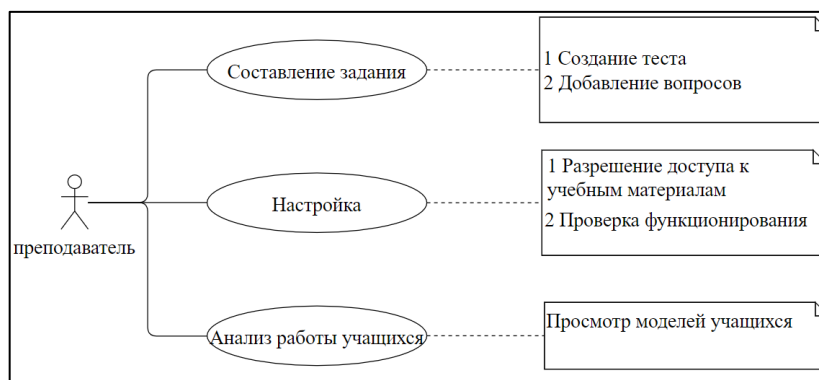 Составление задания
1 Создание теста
2 Добавление вопросов
преподаватель
Настройка
1 Разрешение доступа к
учебным материалам
2 Проверка функционирования
Анализ работы учащихся
Просмотр моделей учащихся